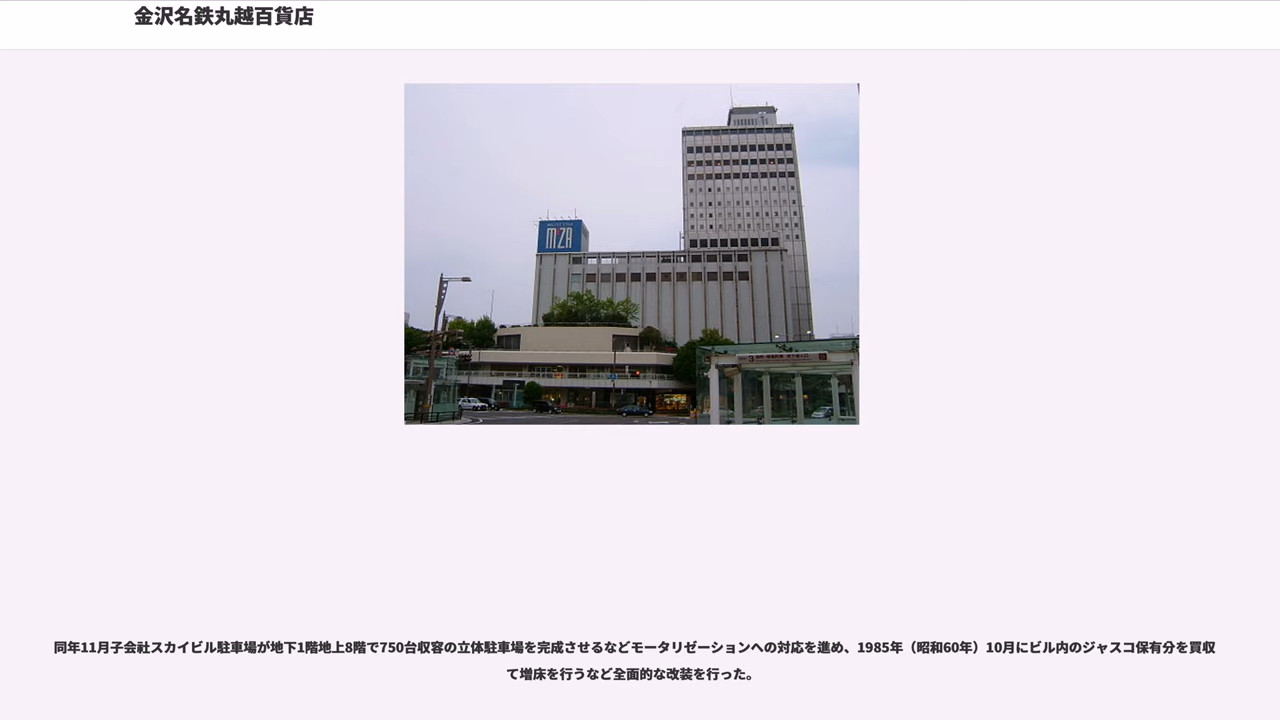 金沢名鉄丸越百貨店
M'ZA
同年11月子会社スカイビル駐車場が地下1階地上8階で750台収容の立体駐車場を完成させるなどモータリゼーションへの対応を進め、1985年（昭和60年）10月にビル内のジャスコ保有分を買収
て増床を行うなど全面的な改装を行った。